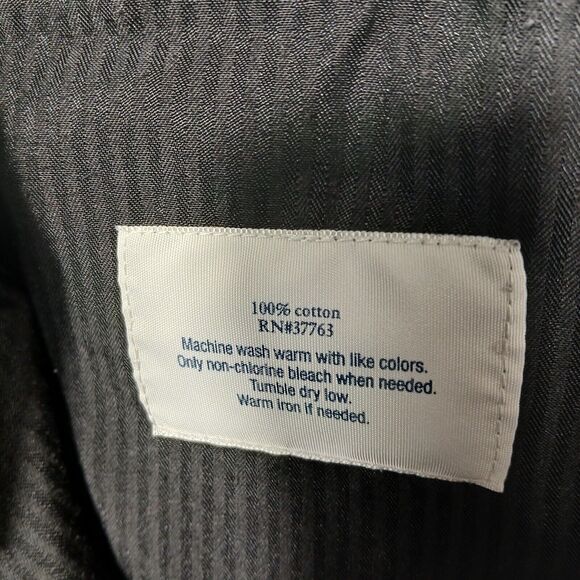 100% cotton
RN#37763
Machine wash warm with like colors.
Only non-chlorine bleach when needed.
Tumble dry low.
Warm iron if needed.